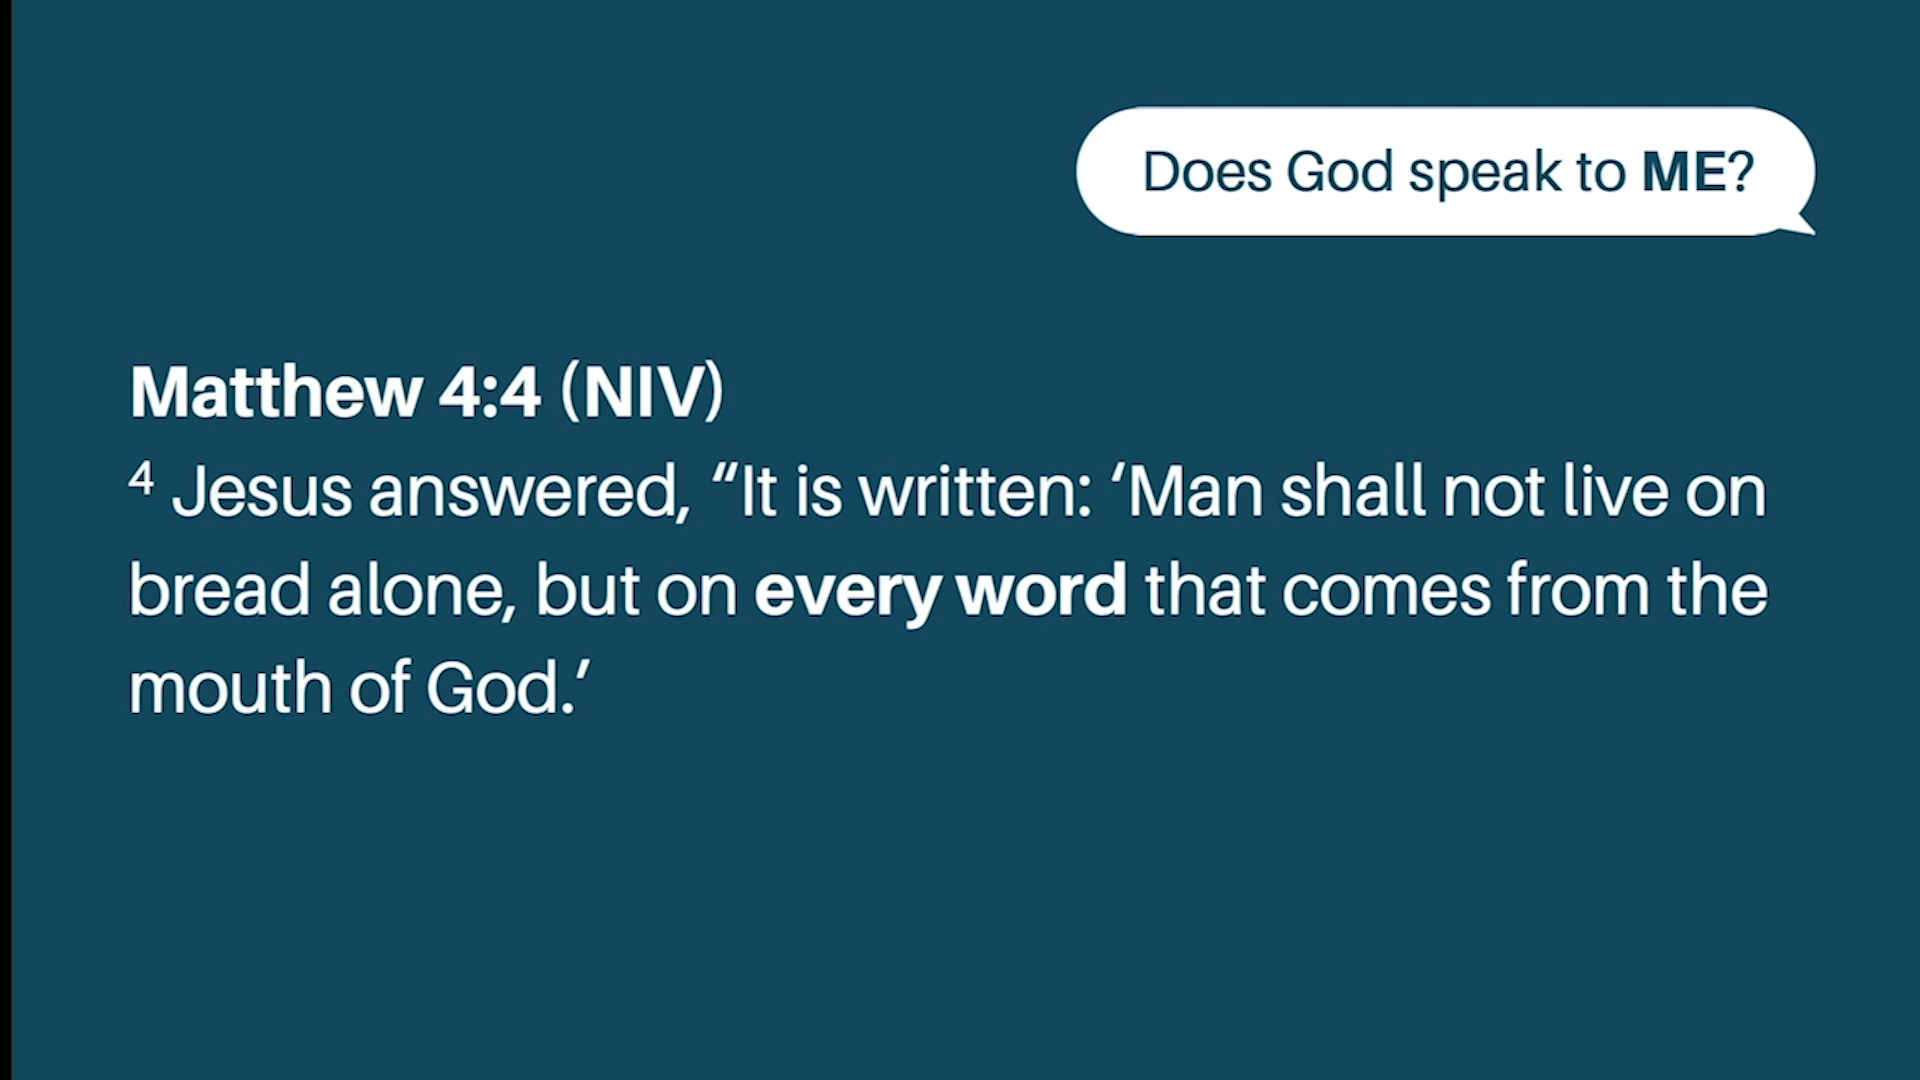 Does God speak to ME?
Matthew 4:4 (NIV)
⁴ Jesus answered, “It is written: ‘Man shall not live on
bread alone, but on every word that comes from the
mouth of God.’